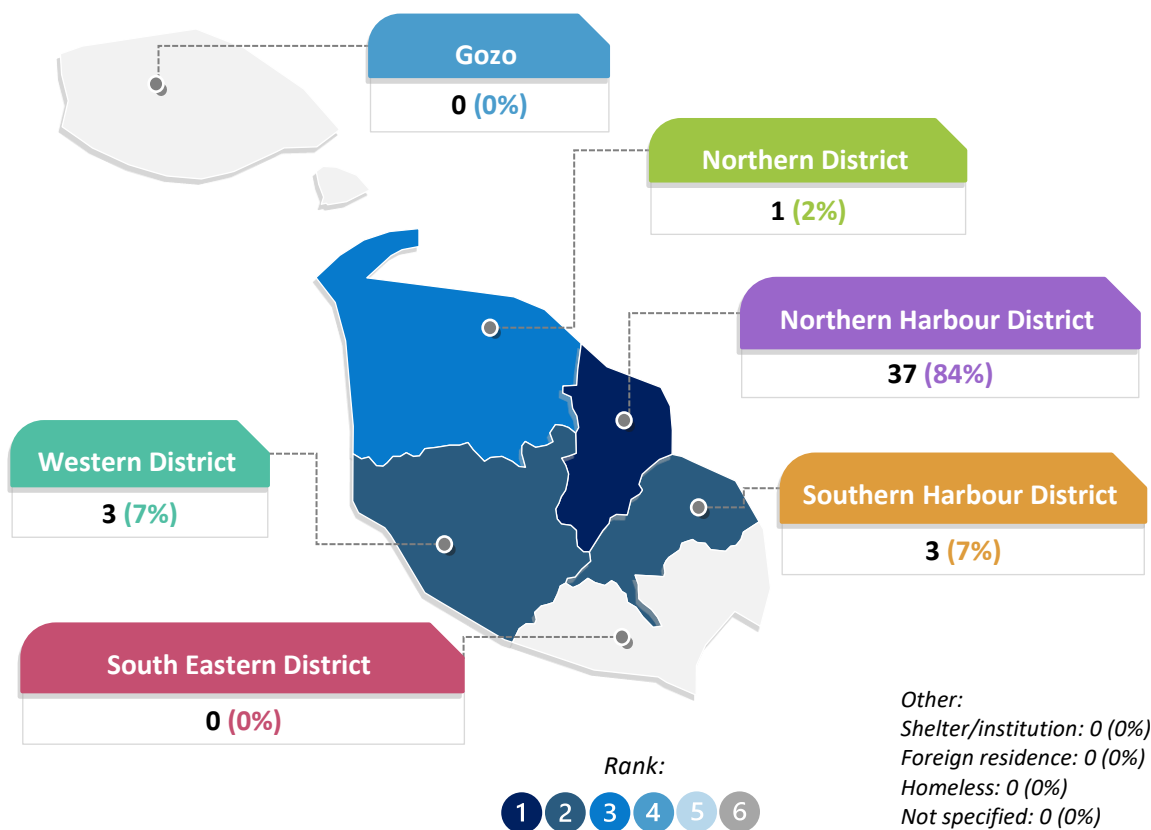 Gozo
0 (0%)
Northern District
1 (2%)
Northern Harbour District
37 (84%)
Western District
3 (7%)
Southern Harbour District
3 (7%)
South Eastern District
0 (0%)
Other:
Shelter/institution: 0 (0%)
Foreign residence: 0 (0%)
Homeless: 0 (0%)
Not specified: 0 (0%)
Rank:
1 2 3 4 5 6